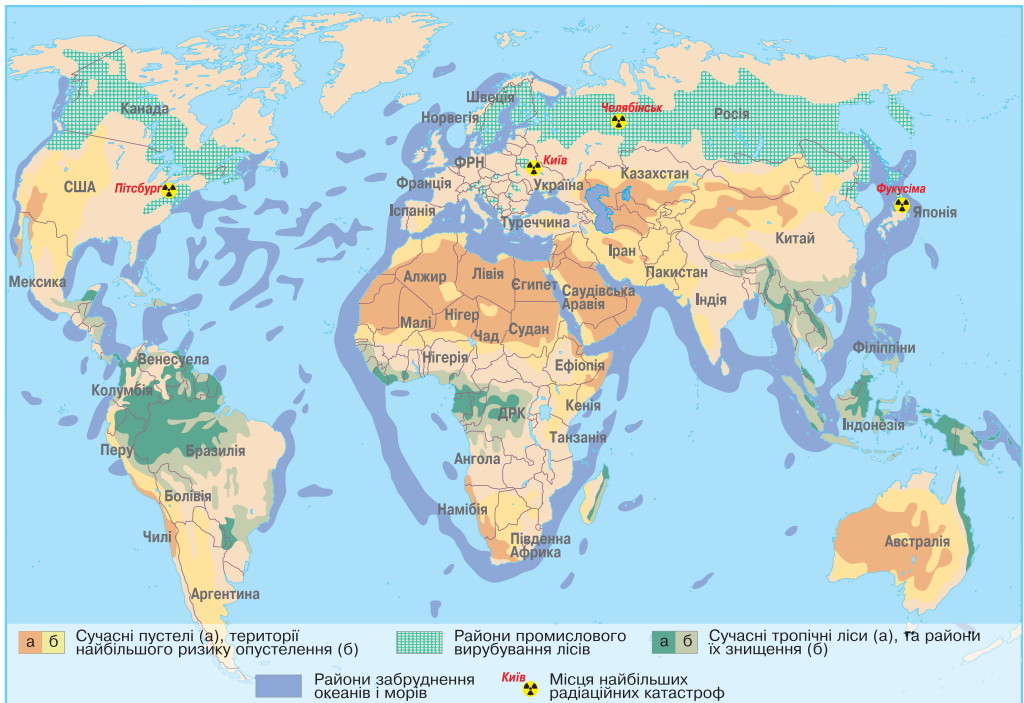 Канада
США
Пітсбург
Мексика
Швеція
Норвегія
ФРН
Франція
Іспанія
Київ
Україна
Туреччина
Челябінськ
Росія
Казахстан
Фукусіма
Японія
Китай
Іран
Пакистан
Індія
Алжир
Лівія
Єгипет
Саудівська
Аравія
Малі
Нігер
Чад
Судан
Нігерія
Ефіопія
Кенія
ДРК
Танзанія
Ангола
Намібія
Південна
Африка
Філіппіни
Індонезія
Австралія
Венесуела
Колумбія
Перу
Бразилія
Болівія
Чилі
Аргентина
а б Сучасні пустелі (а), території
найбільшого ризику опустелення (б)
Райони промислового
вирубування лісів
а б Сучасні тропічні ліси (а), та райони
їх знищення (б)
Райони забруднення
океанів і морів
Київ Місця найбільших
радіаційних катастроф